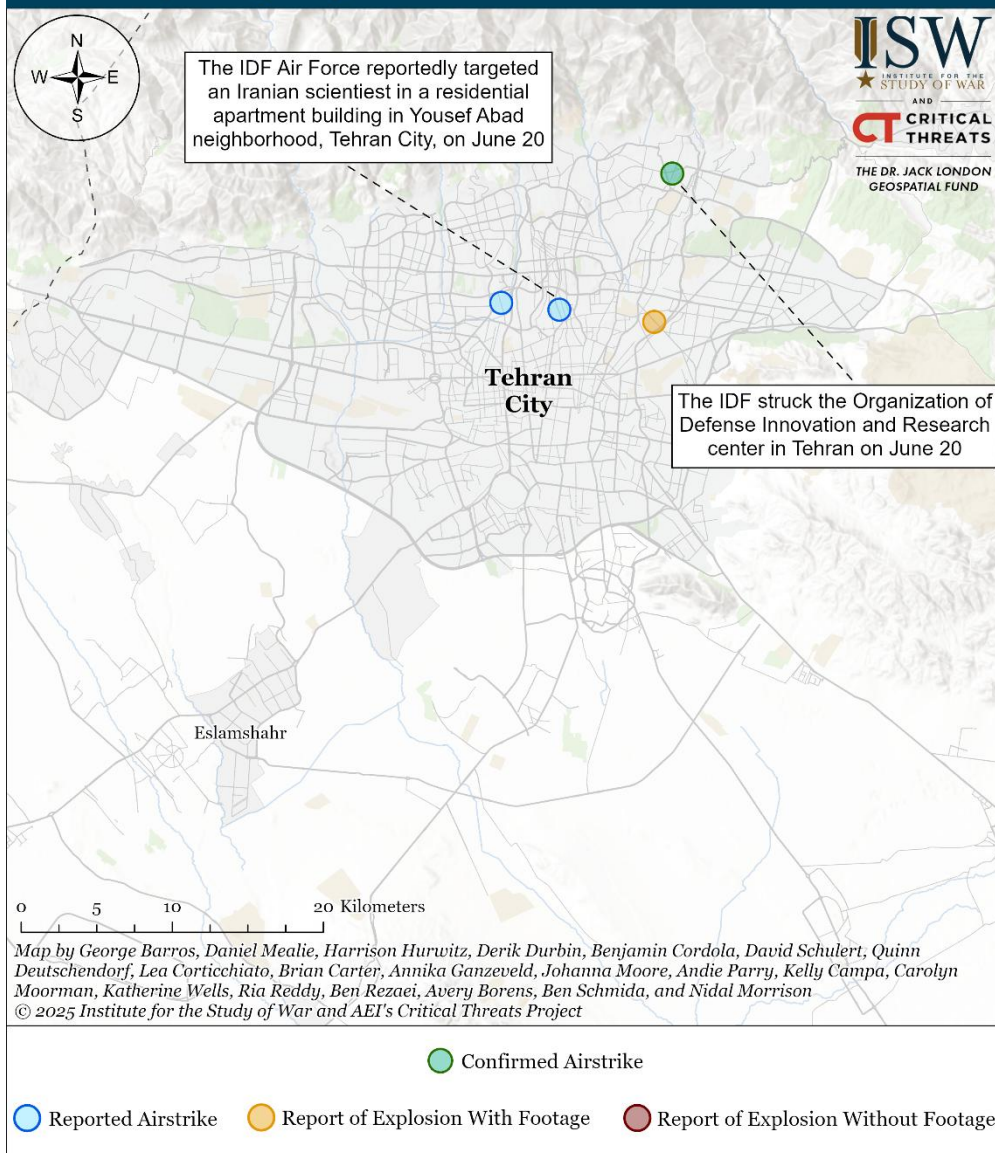 N
W E
S
The IDF Air Force reportedly targeted
an Iranian scientiest in a residential
apartment building in Yousef Abad
neighborhood, Tehran City, on June 20
ISW
INSTITUTE FOR THE
STUDY OF WAR
AND
CT CRITICAL
THREATS
THE DR. JACK LONDON
GEOSPATIAL FUND
Tehran
City
The IDF struck the Organization of
Defense Innovation and Research
center in Tehran on June 20
Eslamshahr
0 5 10 20 Kilometers
Map by George Barros, Daniel Mealie, Harrison Hurwitz, Derik Durbin, Benjamin Cordola, David Schulert, Quinn
Deutschendorf, Lea Corticchiato, Brian Carter, Annika Ganzeveld, Johanna Moore, Andie Parry, Kelly Campa, Carolyn
Moorman, Katherine Wells, Ria Reddy, Ben Rezaei, Avery Borens, Ben Schmida, and Nidal Morrison
© 2025 Institute for the Study of War and AEI's Critical Threats Project
Confirmed Airstrike
Reported Airstrike Report of Explosion With Footage Report of Explosion Without Footage